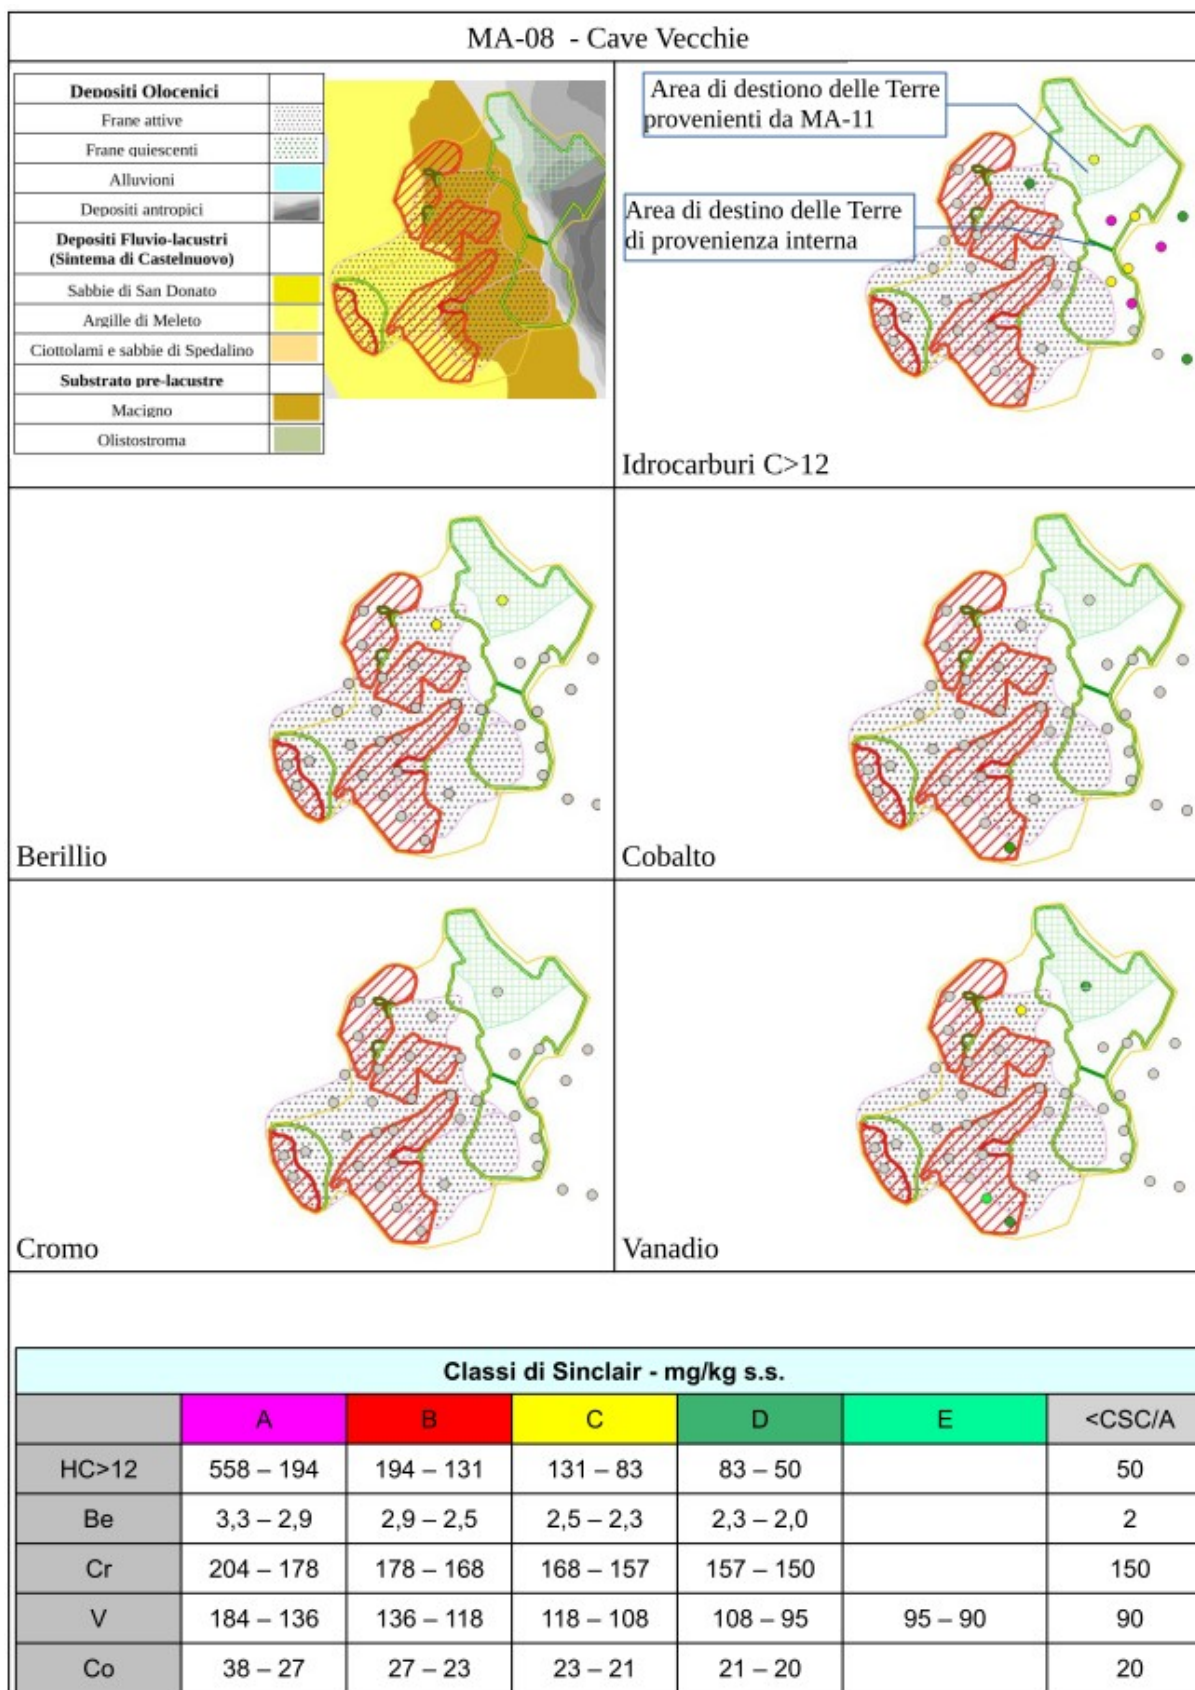 MA-08 - Cave Vecchie
Depositi Olocenici
Frane attive
Frane quiescenti
Alluvioni
Depositi antropici
Depositi Fluvio-lacustri
(Sintema di Castelnuovo)
Sabbie di San Donato
Argille di Meleto
Ciottolami e sabbie di Spedalino
Substrato pre-lacustre
Macigno
Olistostroma
Area di destiono delle Terre
provenienti da MA-11
Area di destino delle Terre
di provenienza interna
Idrocarburi C>12
Berillio
Cobalto
Cromo
Vanadio
Classi di Sinclair - mg/kg s.s.
A B C D E <CSC/A
HC>12 558 – 194 194 – 131 131 – 83 83 – 50 50
Be 3,3 – 2,9 2,9 – 2,5 2,5 – 2,3 2,3 – 2,0 2
Cr 204 – 178 178 – 168 168 – 157 157 – 150 150
V 184 – 136 136 – 118 118 – 108 108 – 95 95 – 90 90
Co 38 – 27 27 – 23 23 – 21 21 – 20 20